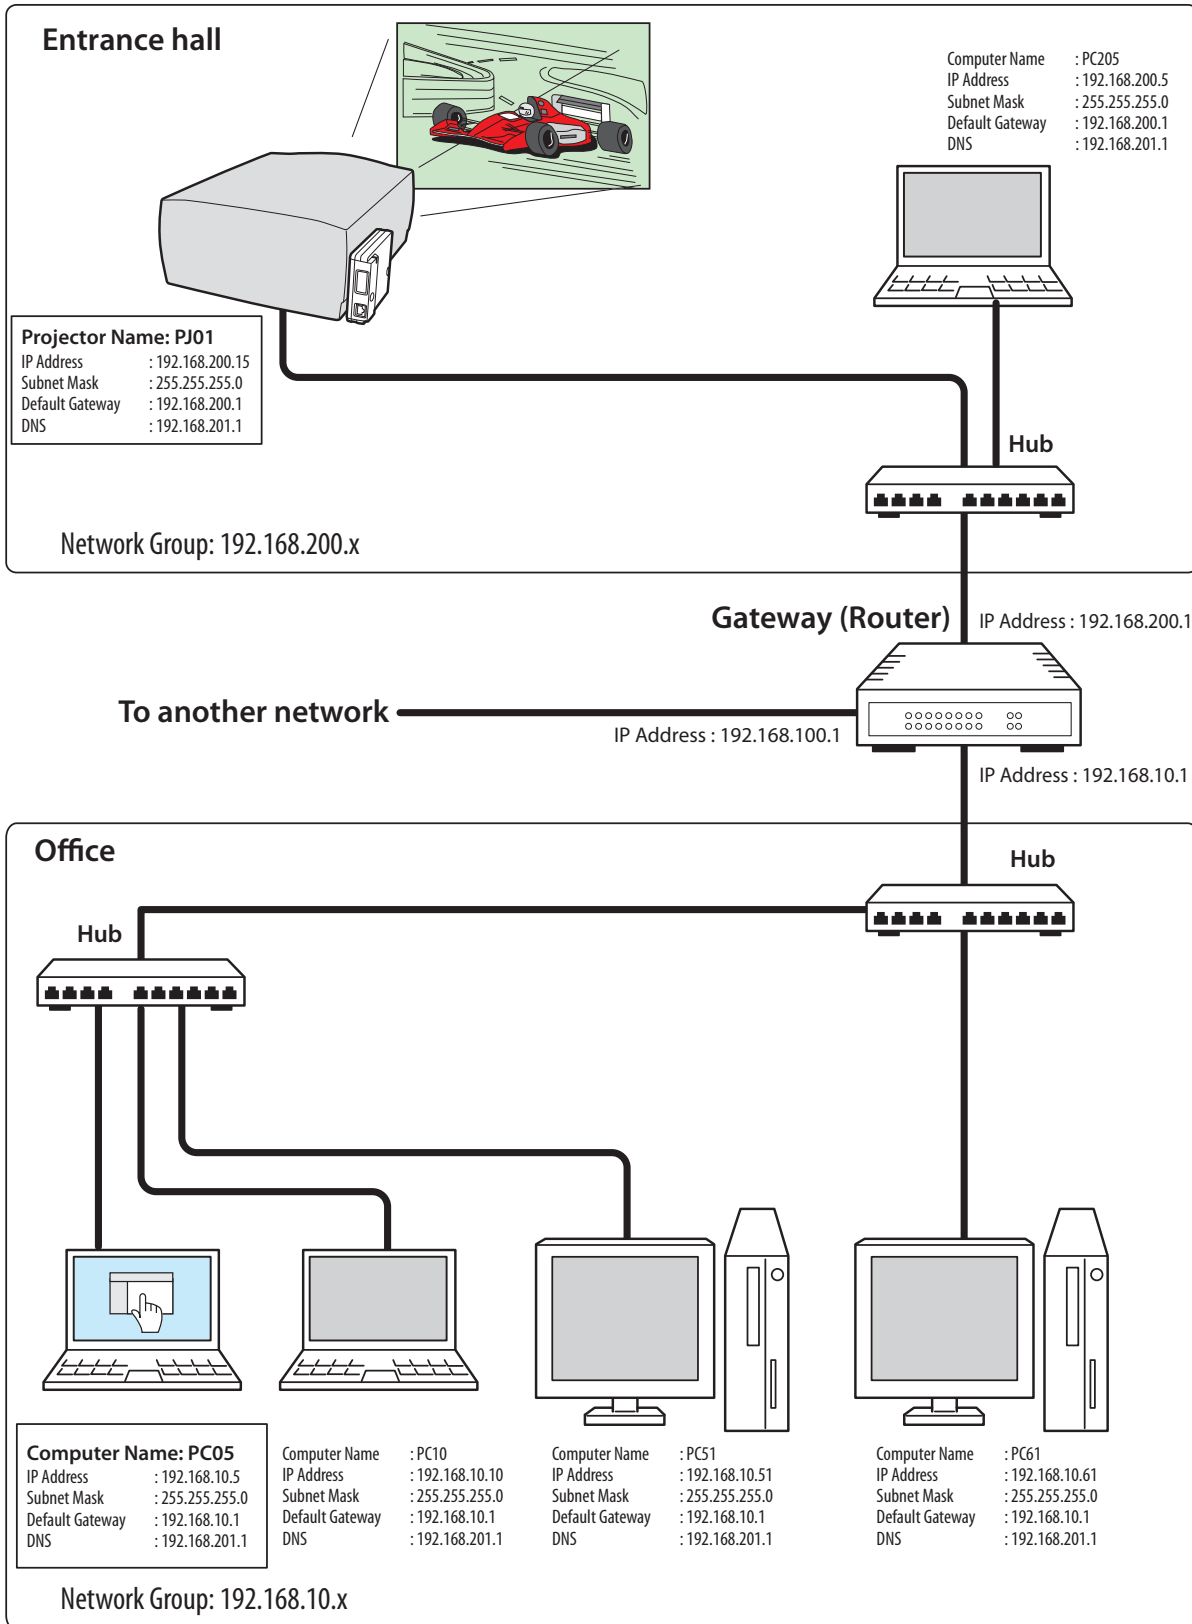 Entrance hall
Computer Name : PC205
IP Address : 192.168.200.5
Subnet Mask : 255.255.255.0
Default Gateway : 192.168.200.1
DNS : 192.168.201.1
Projector Name: PJ01
IP Address : 192.168.200.15
Subnet Mask : 255.255.255.0
Default Gateway : 192.168.200.1
DNS : 192.168.201.1
Hub
Network Group: 192.168.200.x
Gateway (Router)
IP Address : 192.168.200.1
To another network
IP Address : 192.168.100.1
IP Address : 192.168.10.1
Office
Hub
Hub
Computer Name: PC05
IP Address : 192.168.10.5
Subnet Mask : 255.255.255.0
Default Gateway : 192.168.10.1
DNS : 192.168.201.1
Computer Name : PC10
IP Address : 192.168.10.10
Subnet Mask : 255.255.255.0
Default Gateway : 192.168.10.1
DNS : 192.168.201.1
Computer Name : PC51
IP Address : 192.168.10.51
Subnet Mask : 255.255.255.0
Default Gateway : 192.168.10.1
DNS : 192.168.201.1
Computer Name : PC61
IP Address : 192.168.10.61
Subnet Mask : 255.255.255.0
Default Gateway : 192.168.10.1
DNS : 192.168.201.1
Network Group: 192.168.10.x